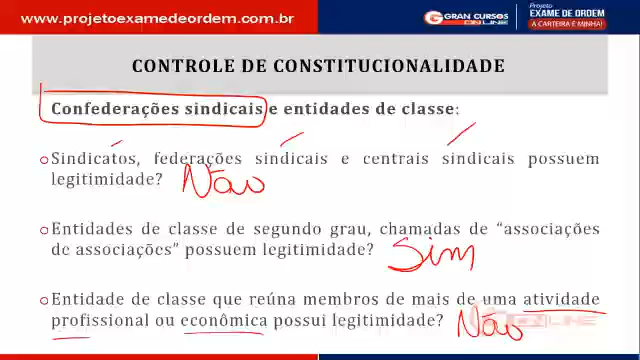 www.projetoexamedeordem.com.br
GRAN CURSOS
ONLINE
Projeto
EXAME DE ORDEM
A CARTEIRA É MINHA!
CONTROLE DE CONSTITUCIONALIDADE
Confederações sindicais e entidades de classe:
Sindicatos, federações sindicais e centrais sindicais possuem
legitimidade? Não
Entidades de classe de segundo grau, chamadas de “associações
de associações” possuem legitimidade? Sim
Entidade de classe que reúna membros de mais de uma atividade
profissional ou econômica possui legitimidade? Não
ONLINE